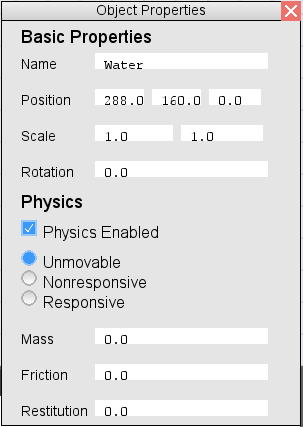 Object Properties
Basic Properties
Name Water
Position 288.0 160.0 0.0
Scale 1.0 1.0
Rotation 0.0
Physics
Physics Enabled
Unmovable
Nonresponsive
Responsive
Mass 0.0
Friction 0.0
Restitution 0.0